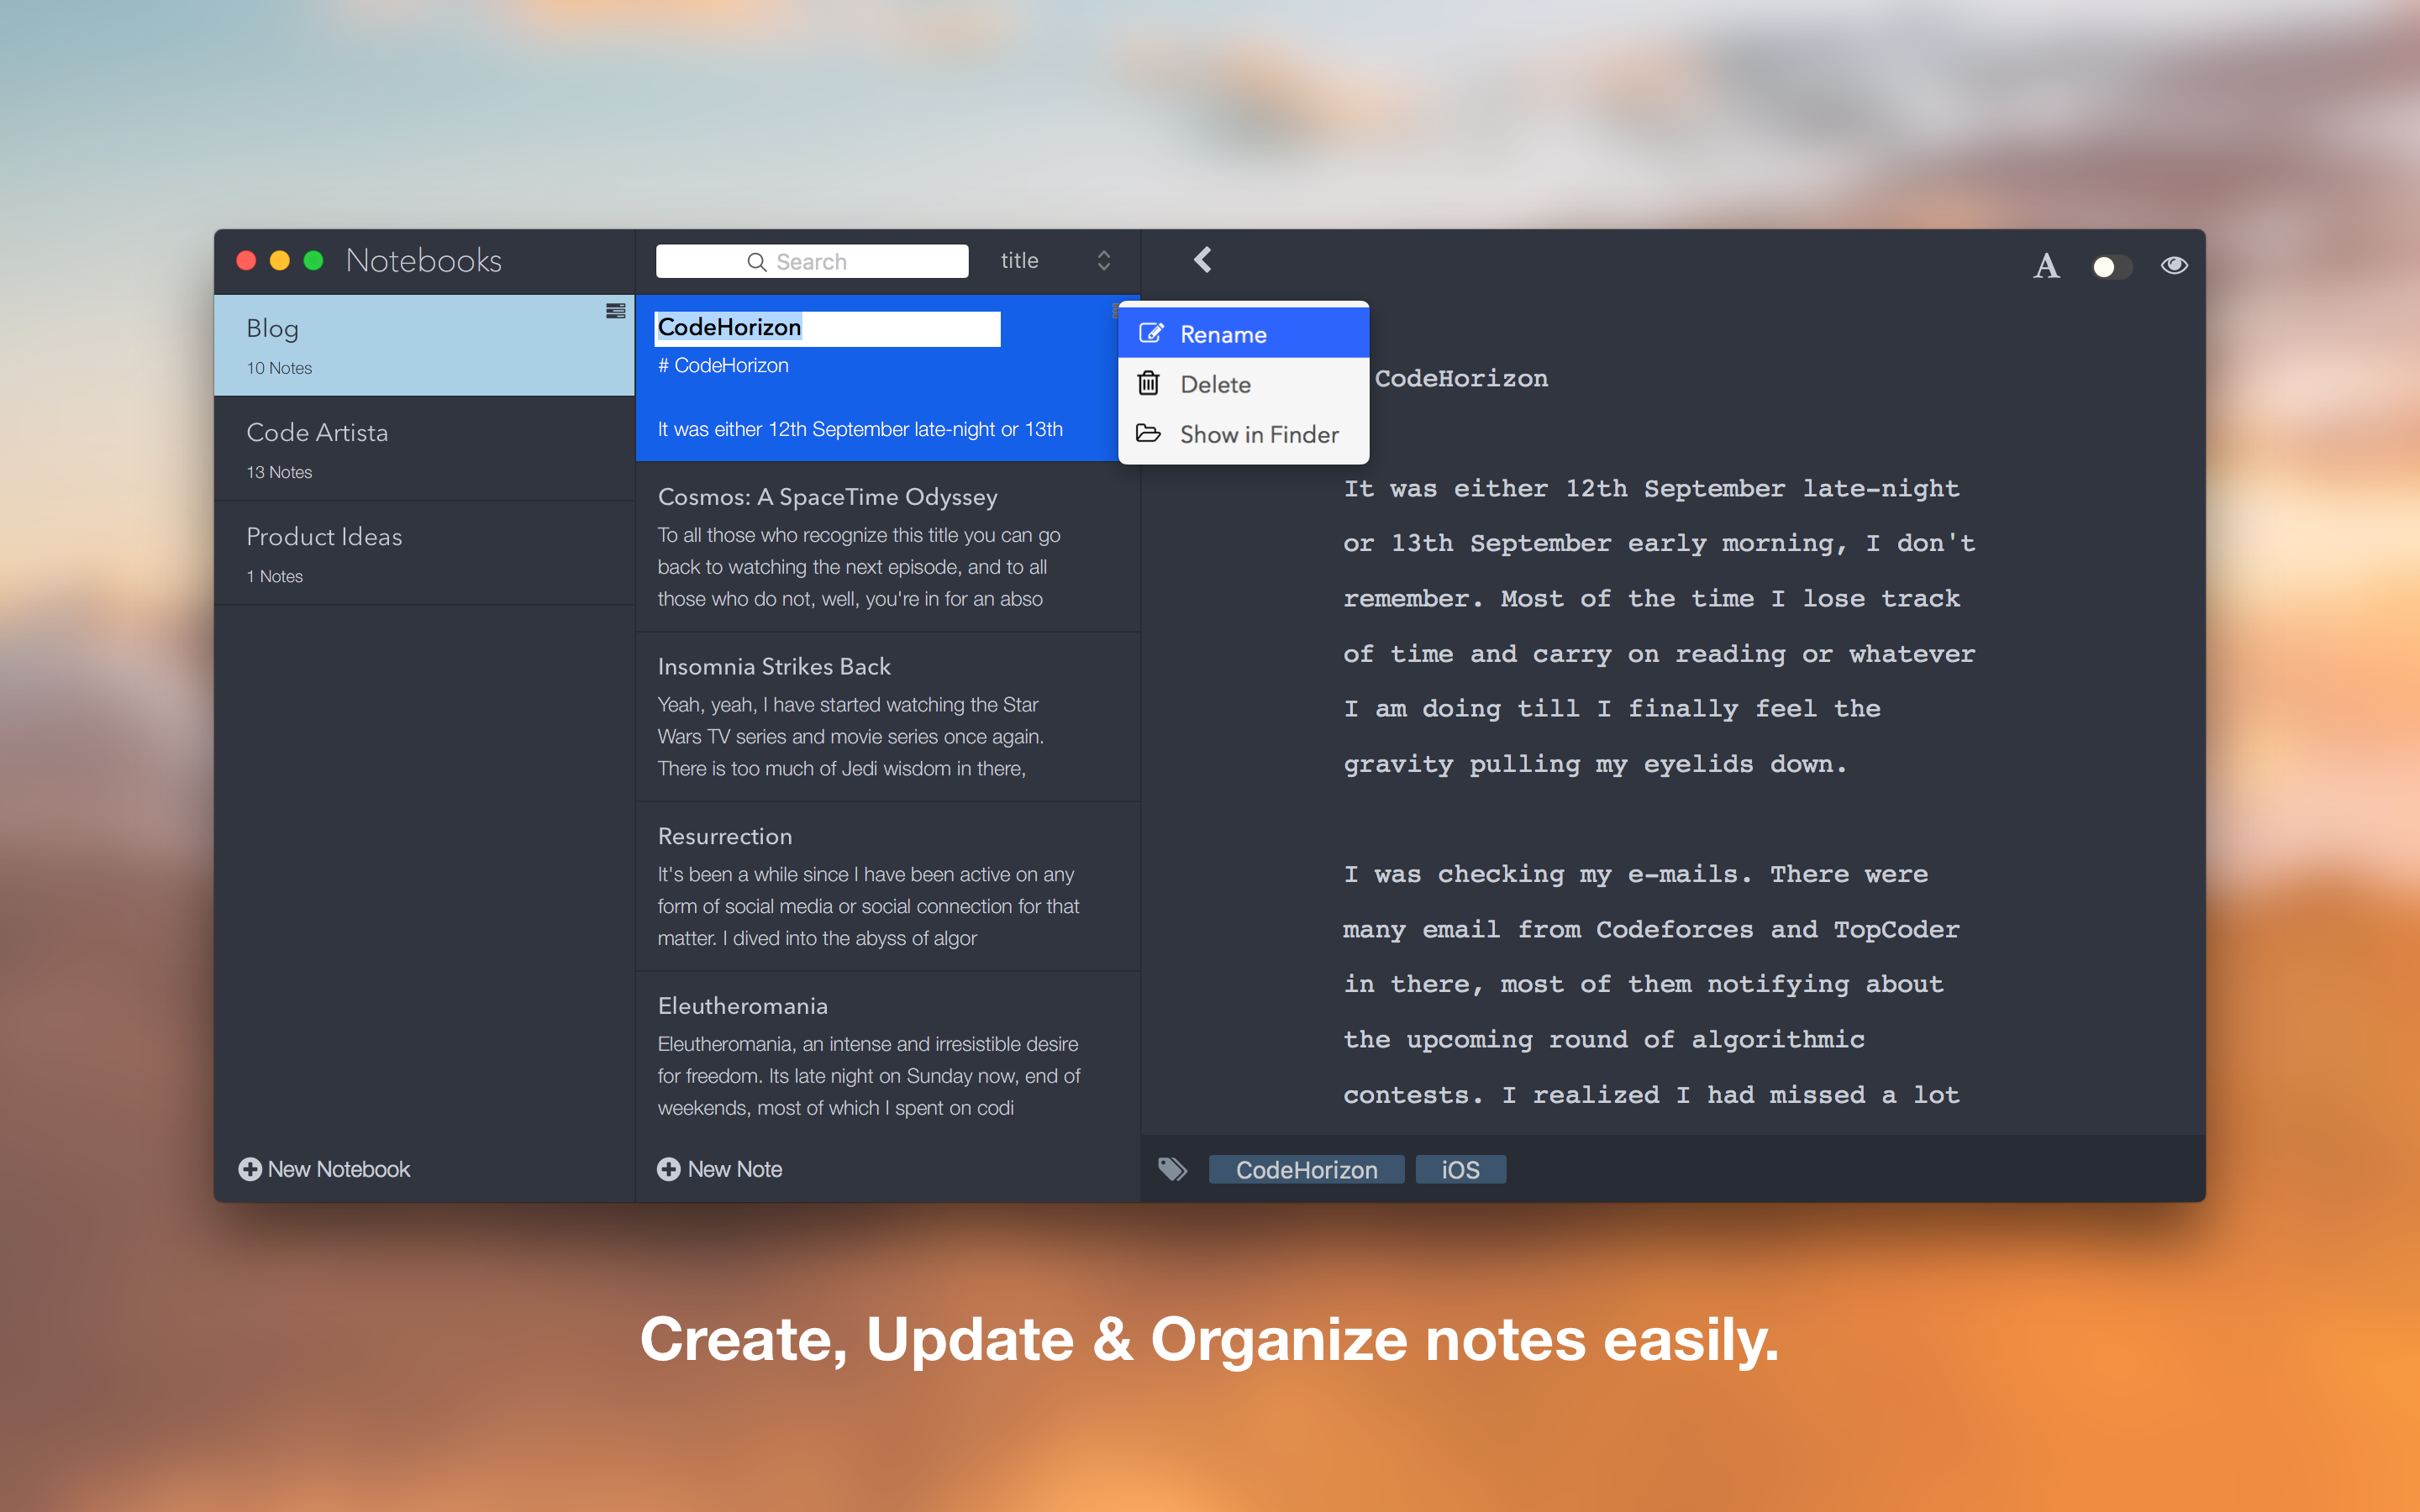 Notebooks
Blog
10 Notes
Code Artista
13 Notes
Product Ideas
1 Notes
New Notebook
Search
title
CodeHorizon
# CodeHorizon
It was either 12th September late-night or 13th
Cosmos: A SpaceTime Odyssey
To all those who recognize this title you can go
back to watching the next episode, and to all
those who do not, well, you're in for an abso
Insomnia Strikes Back
Yeah, yeah, I have started watching the Star
Wars TV series and movie series once again.
There is too much of Jedi wisdom in there,
Resurrection
It's been a while since I have been active on any
form of social media or social connection for that
matter. I dived into the abyss of algor
Eleutheromania
Eleutheromania, an intense and irresistible desire
for freedom. Its late night on Sunday now, end of
weekends, most of which I spent on codi
New Note
Rename
Delete
Show in Finder
A
CodeHorizon
It was either 12th September late-night
or 13th September early morning, I don't
remember. Most of the time I lose track
of time and carry on reading or whatever
I am doing till I finally feel the
gravity pulling my eyelids down.
I was checking my e-mails. There were
many email from Codeforces and TopCoder
in there, most of them notifying about
the upcoming round of algorithmic
contests. I realized I had missed a lot
CodeHorizon
iOS
Create, Update & Organize notes easily.